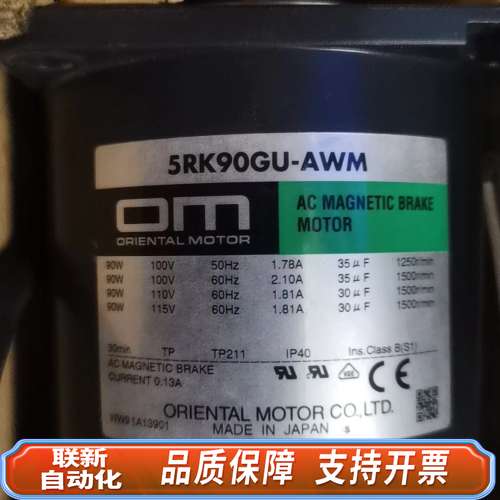 5RK90GU-AWM
om
ORIENTAL MOTOR
AC MAGNETIC BRAKE
MOTOR
90W 100V 50Hz 1.78A 35μF 1250r/min
90W 100V 60Hz 2.10A 35μF 1500r/min
90W 110V 60Hz 1.81A 30μF 1500r/min
90W 115V 60Hz 1.81A 30μF 1500r/min
30min TP TP211 IP40 Ins.Class B(S1)
AC MAGNETIC BRAKE
CURRENT 0.13A
CE
WW91A13901
ORIENTAL MOTOR CO.,LTD.
MADE IN JAPAN s
联新
自动化
品质保障 支持开票